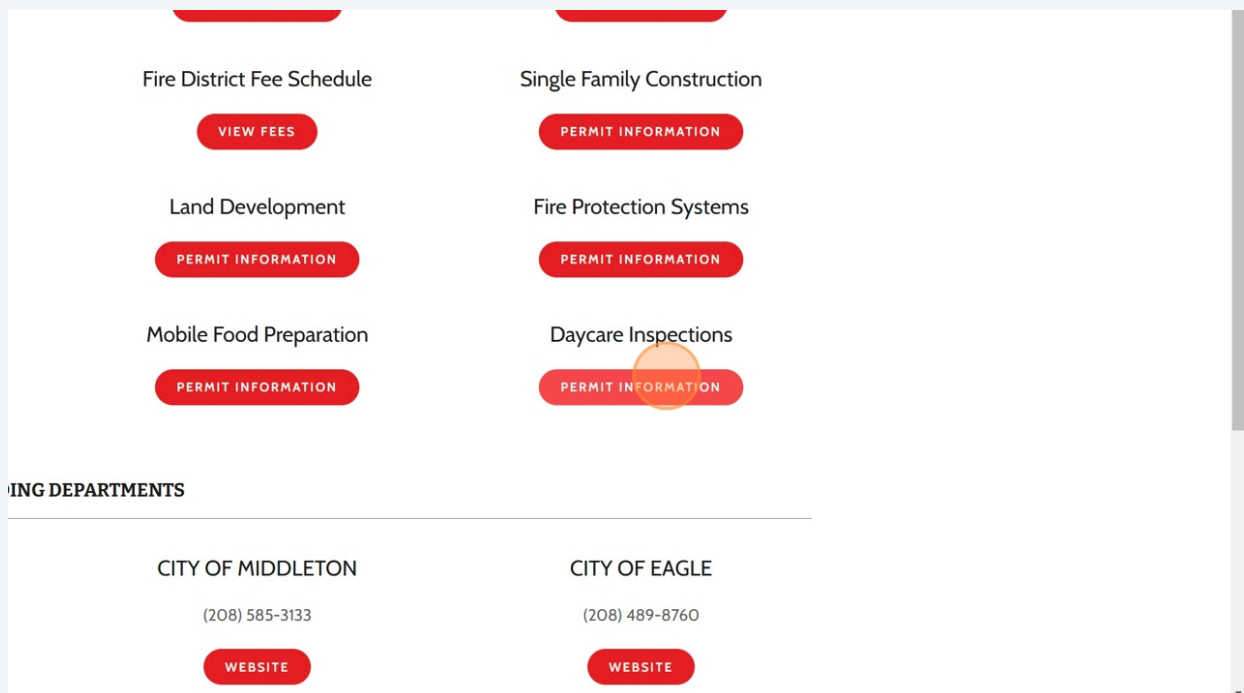 Fire District Fee Schedule
Single Family Construction
VIEW FEES
PERMIT INFORMATION
Land Development
Fire Protection Systems
PERMIT INFORMATION
PERMIT INFORMATION
Mobile Food Preparation
Daycare Inspections
PERMIT INFORMATION
PERMIT INFORMATION
ING DEPARTMENTS
CITY OF MIDDLETON
CITY OF EAGLE
(208) 585-3133
(208) 489-8760
WEBSITE
WEBSITE